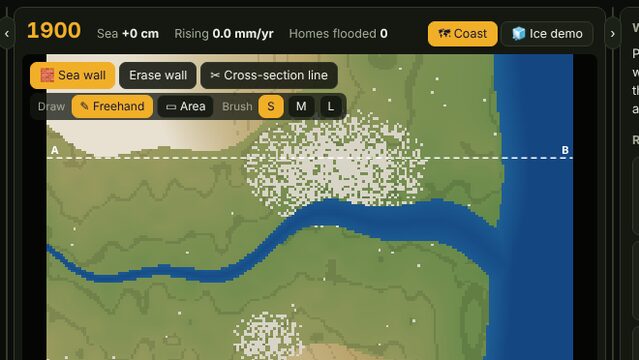 1900 Sea +0 cm Rising 0.0 mm/yr Homes flooded 0 🗺 Coast 🧊 Ice demo
🧱 Sea wall Erase wall ✂ Cross-section line
Draw ✎ Freehand ▭ Area Brush S M L
A B